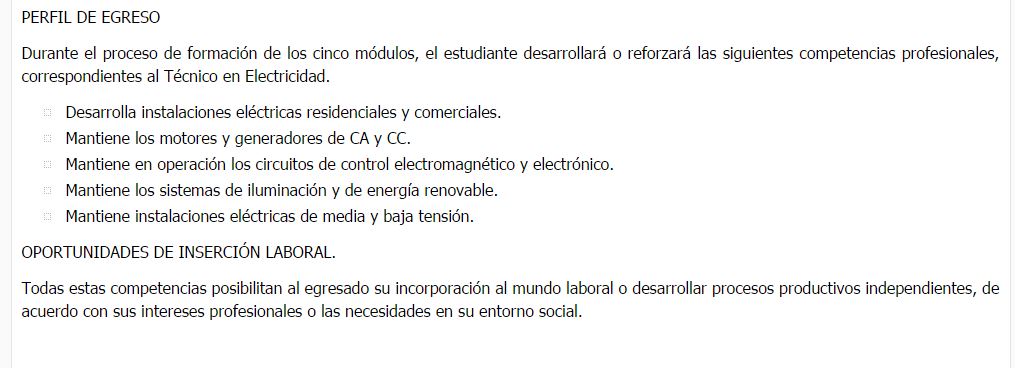 PERFIL DE EGRESO
Durante el proceso de formación de los cinco módulos, el estudiante desarrollará o reforzará las siguientes competencias profesionales,
correspondientes al Técnico en Electricidad.
Desarrolla instalaciones eléctricas residenciales y comerciales.
Mantiene los motores y generadores de CA y CC.
Mantiene en operación los circuitos de control electromagnético y electrónico.
Mantiene los sistemas de iluminación y de energía renovable.
Mantiene instalaciones eléctricas de media y baja tensión.
OPORTUNIDADES DE INSERCIÓN LABORAL.
Todas estas competencias posibilitan al egresado su incorporación al mundo laboral o desarrollar procesos productivos independientes, de
acuerdo con sus intereses profesionales o las necesidades en su entorno social.